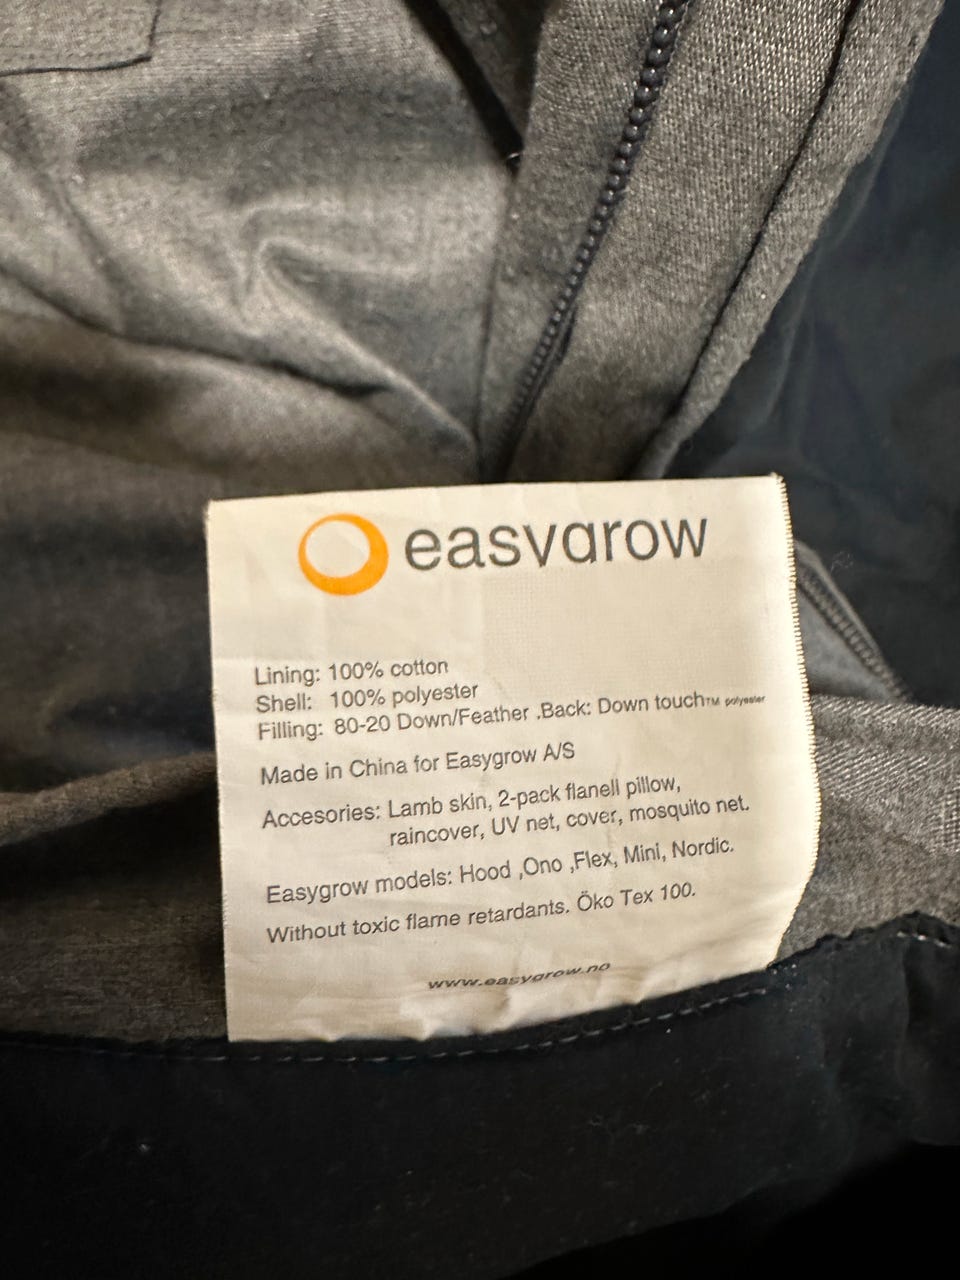 easygrow
Lining: 100% cotton
Shell: 100% polyester
Filling: 80-20 Down/Feather .Back: Down touch™ polyester
Made in China for Easygrow A/S
Accesories: Lamb skin, 2-pack flanell pillow,
raincover, UV net, cover, mosquito net.
Easygrow models: Hood ,Ono ,Flex, Mini, Nordic.
Without toxic flame retardants. Öko Tex 100.
www.easygrow.no